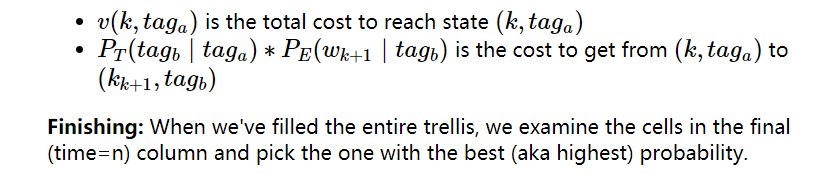 • v(k, tag_a) is the total cost to reach state (k, tag_a)
• P_T(tag_b | tag_a) * P_E(w_{k+1} | tag_b) is the cost to get from (k, tag_a) to
(k_{k+1}, tag_b)
Finishing: When we've filled the entire trellis, we examine the cells in the final
(time=n) column and pick the one with the best (aka highest) probability.